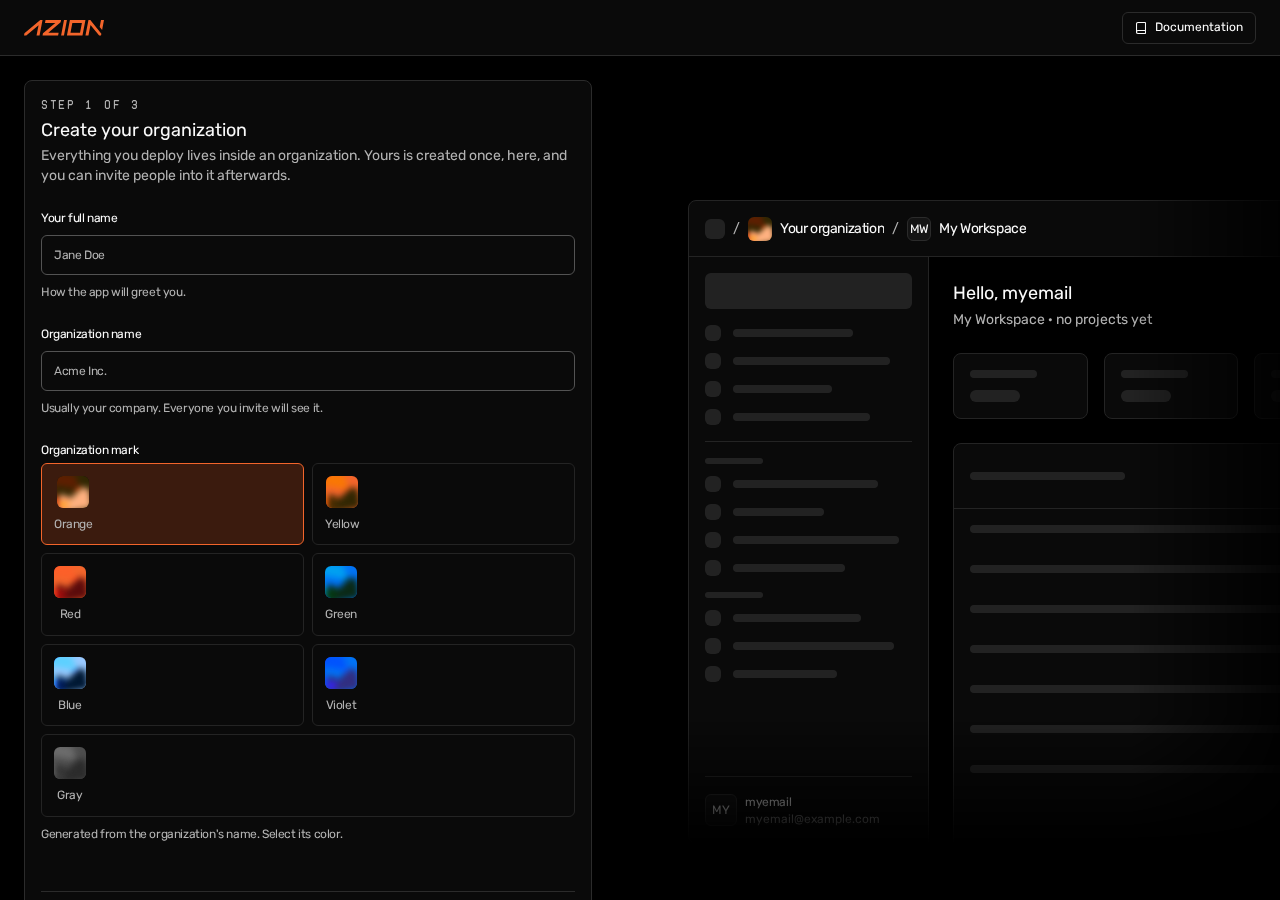 AZION
Documentation
STEP 1 OF 3
Create your organization
Everything you deploy lives inside an organization. Yours is created once, here, and
you can invite people into it afterwards.
Your full name
Jane Doe
How the app will greet you.
Organization name
Acme Inc.
Usually your company. Everyone you invite will see it.
Organization mark
Orange
Yellow
Red
Green
Blue
Violet
Gray
Generated from the organization's name. Select its color.
/ Your organization / MW My Workspace
Hello, myemail
My Workspace • no projects yet
MY
myemail
myemail@example.com